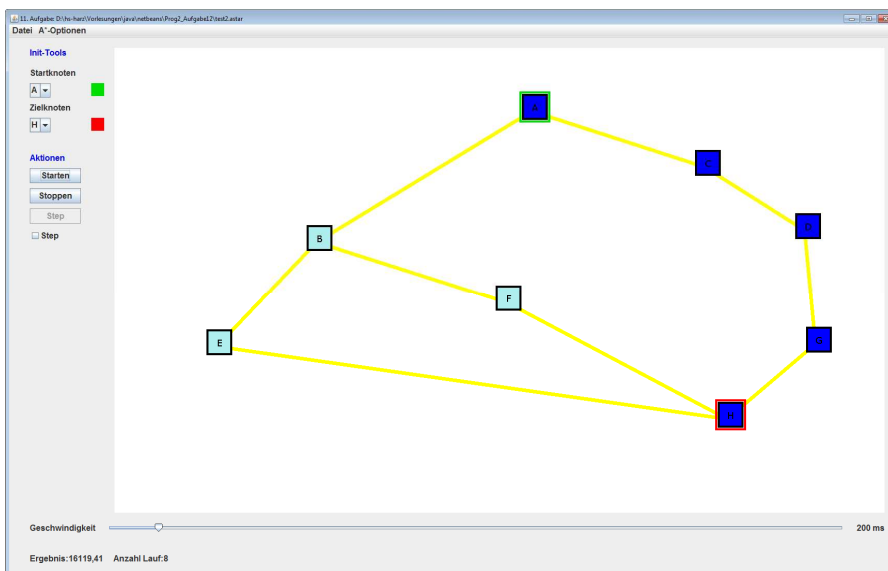 11. Aufgabe: D:\hs-harz\Vorlesungen\java\netbeans\Prog2_Aufgabe12\test2.astar
Datei A*-Optionen
Init-Tools
Startknoten
A
Zielknoten
H
Aktionen
Starten
Stoppen
Step
Step
A
C
D
B
F
E
G
H
Geschwindigkeit
200 ms
Ergebnis:16119,41 Anzahl Lauf:8